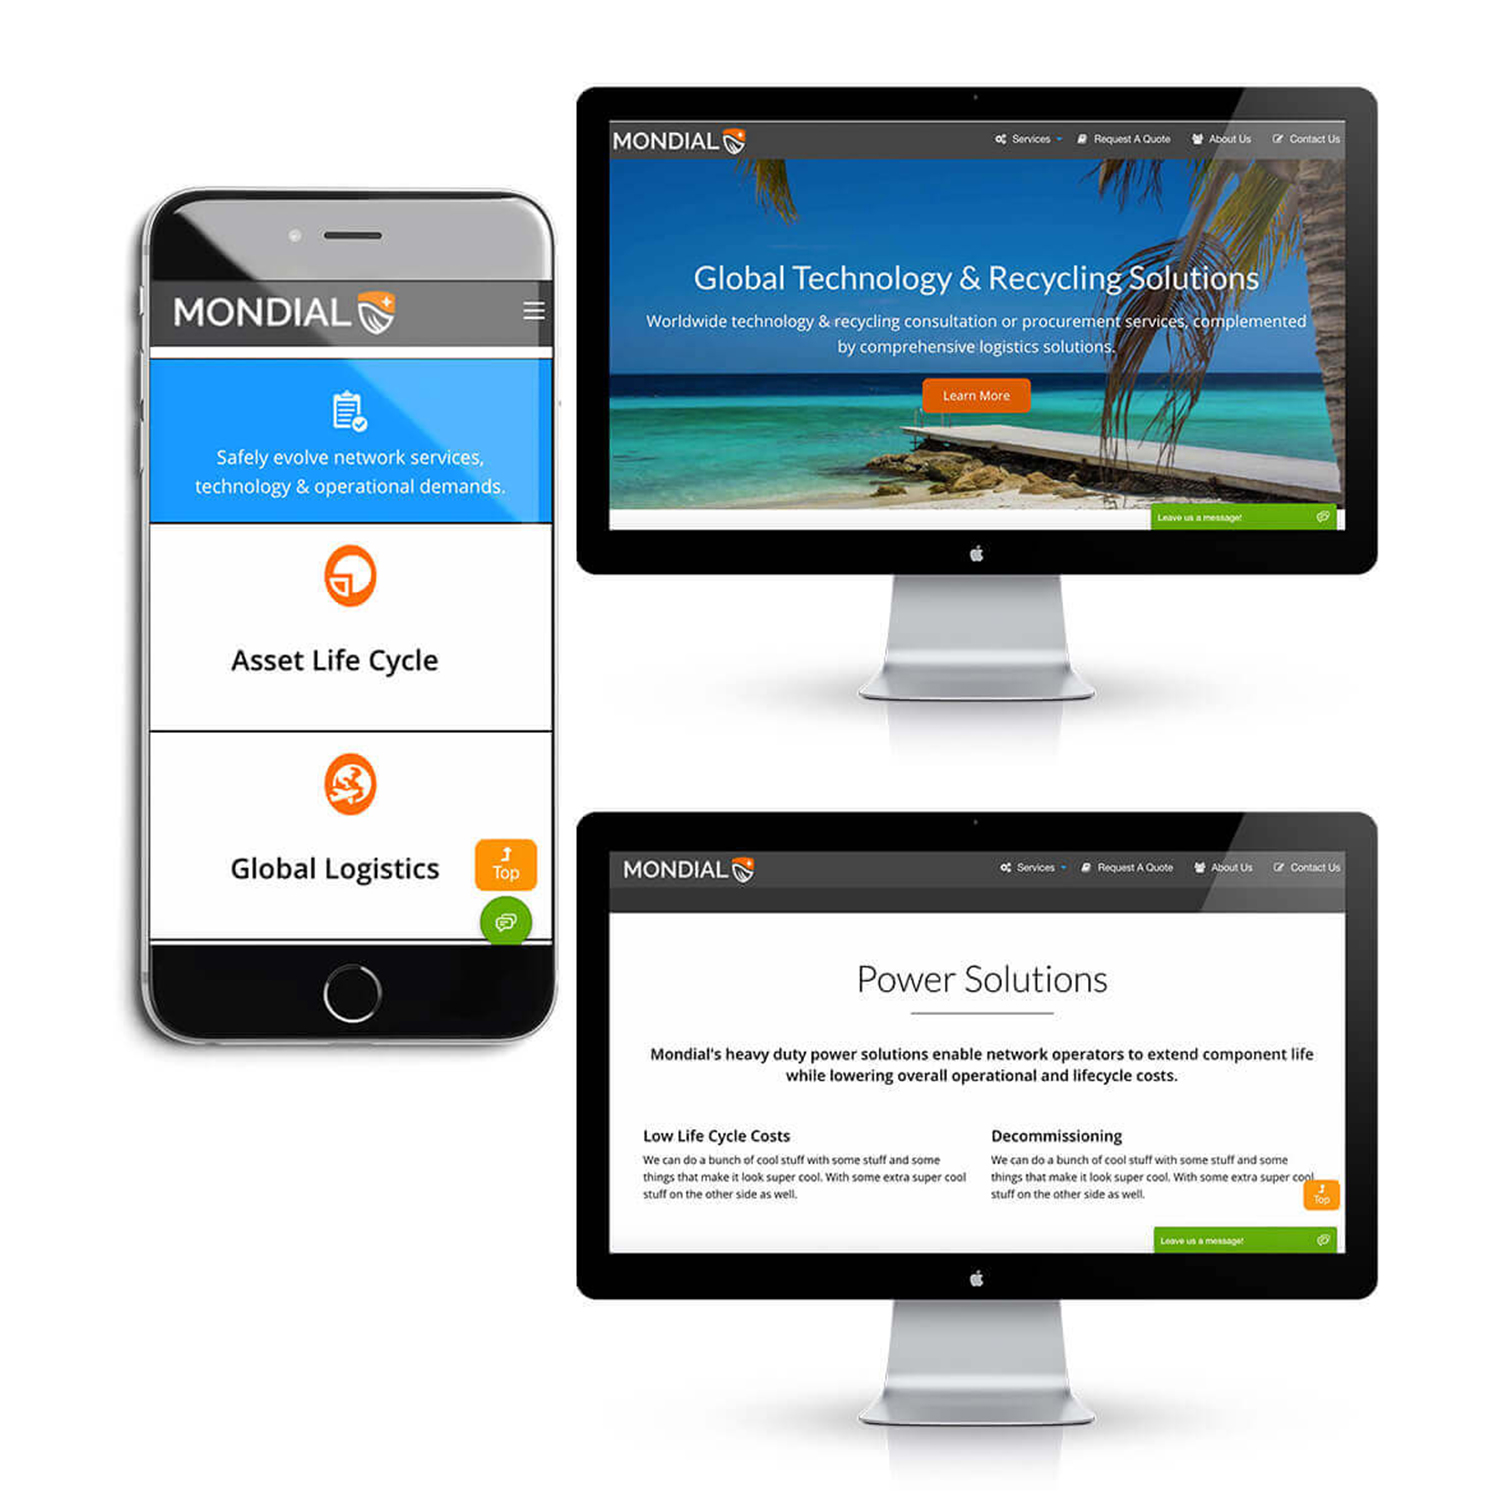 MONDIAL
Safely evolve network services,
technology & operational demands.
Asset Life Cycle
Global Logistics
Top
MONDIAL
Services
Request A Quote
About Us
Contact Us
Global Technology & Recycling Solutions
Worldwide technology & recycling consultation or procurement services, complemented
by comprehensive logistics solutions.
Learn More
Leave us a message!
MONDIAL
Services
Request A Quote
About Us
Contact Us
Power Solutions
Mondial's heavy duty power solutions enable network operators to extend component life
while lowering overall operational and lifecycle costs.
Low Life Cycle Costs
We can do a bunch of cool stuff with some stuff and some
things that make it look super cool. With some extra super cool
stuff on the other side as well.
Decommissioning
We can do a bunch of cool stuff with some stuff and some
things that make it look super cool. With some extra super cool
stuff on the other side as well.
Top
Leave us a message!